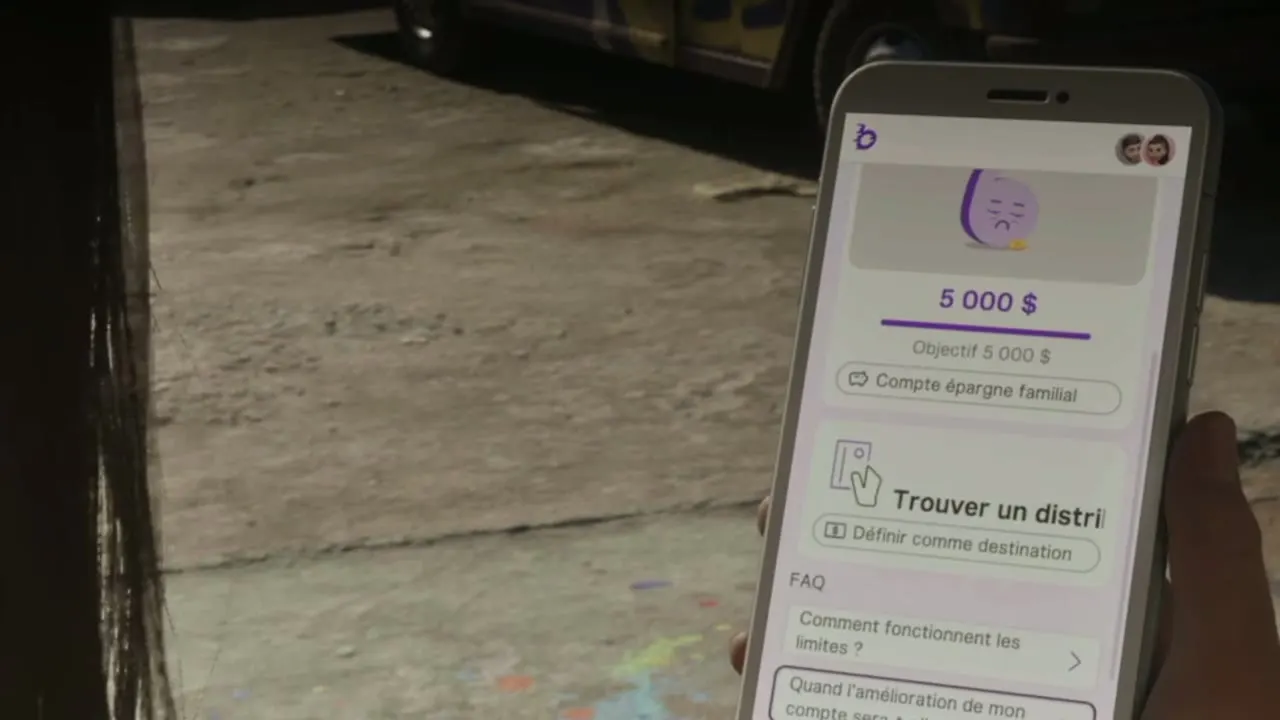 5 000 $
Objectif 5 000 $
Compte épargne familial
Trouver un distri
Définir comme destination
FAQ
Comment fonctionnent les
limites ?
Quand l'amélioration de mon
compte